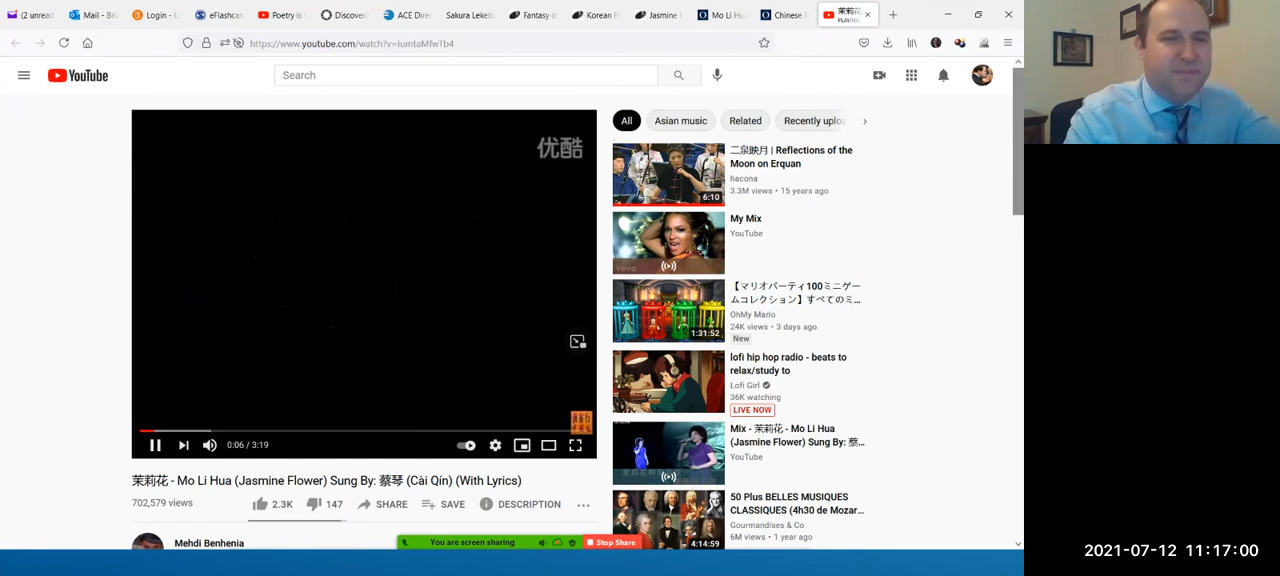 (2 unread
Mail - Bri
Login - U
eFlashcar
Poetry is
Discoveri
ACE Direc
Sakura Lekeb
Fantasy o
Korean F
Jasmine
Mo Li Hu
Chinese
茉莉花
PLAYING
https://www.youtube.com/watch?v=IumtaMfwTb4
YouTube
Search
All
Asian music
Related
Recently uploa
优酷
二泉映月 | Reflections of the
Moon on Erquan
hacona
3.3M views • 15 years ago
6:10
My Mix
YouTube
vevo
【マリオパーティ100ミニゲー
ムコレクション】すべてのミ...
OhMy Mario
24K views • 3 days ago
New
1:31:52
lofi hip hop radio - beats to
relax/study to
Lofi Girl
36K watching
LIVE NOW
Mix - 茉莉花 - Mo Li Hua
(Jasmine Flower) Sung By: 蔡...
YouTube
50 Plus BELLES MUSIQUES
CLASSIQUES (4h30 de Mozar...
Gourmandises & Co
6M views • 1 year ago
4:14:59
0:06 / 3:19
茉莉花 - Mo Li Hua (Jasmine Flower) Sung By: 蔡琴 (Cài Qín) (With Lyrics)
702,579 views
2.3K
147
SHARE
SAVE
DESCRIPTION
Mehdi Benhenia
You are screen sharing
Stop Share
2021-07-12 11:17:00